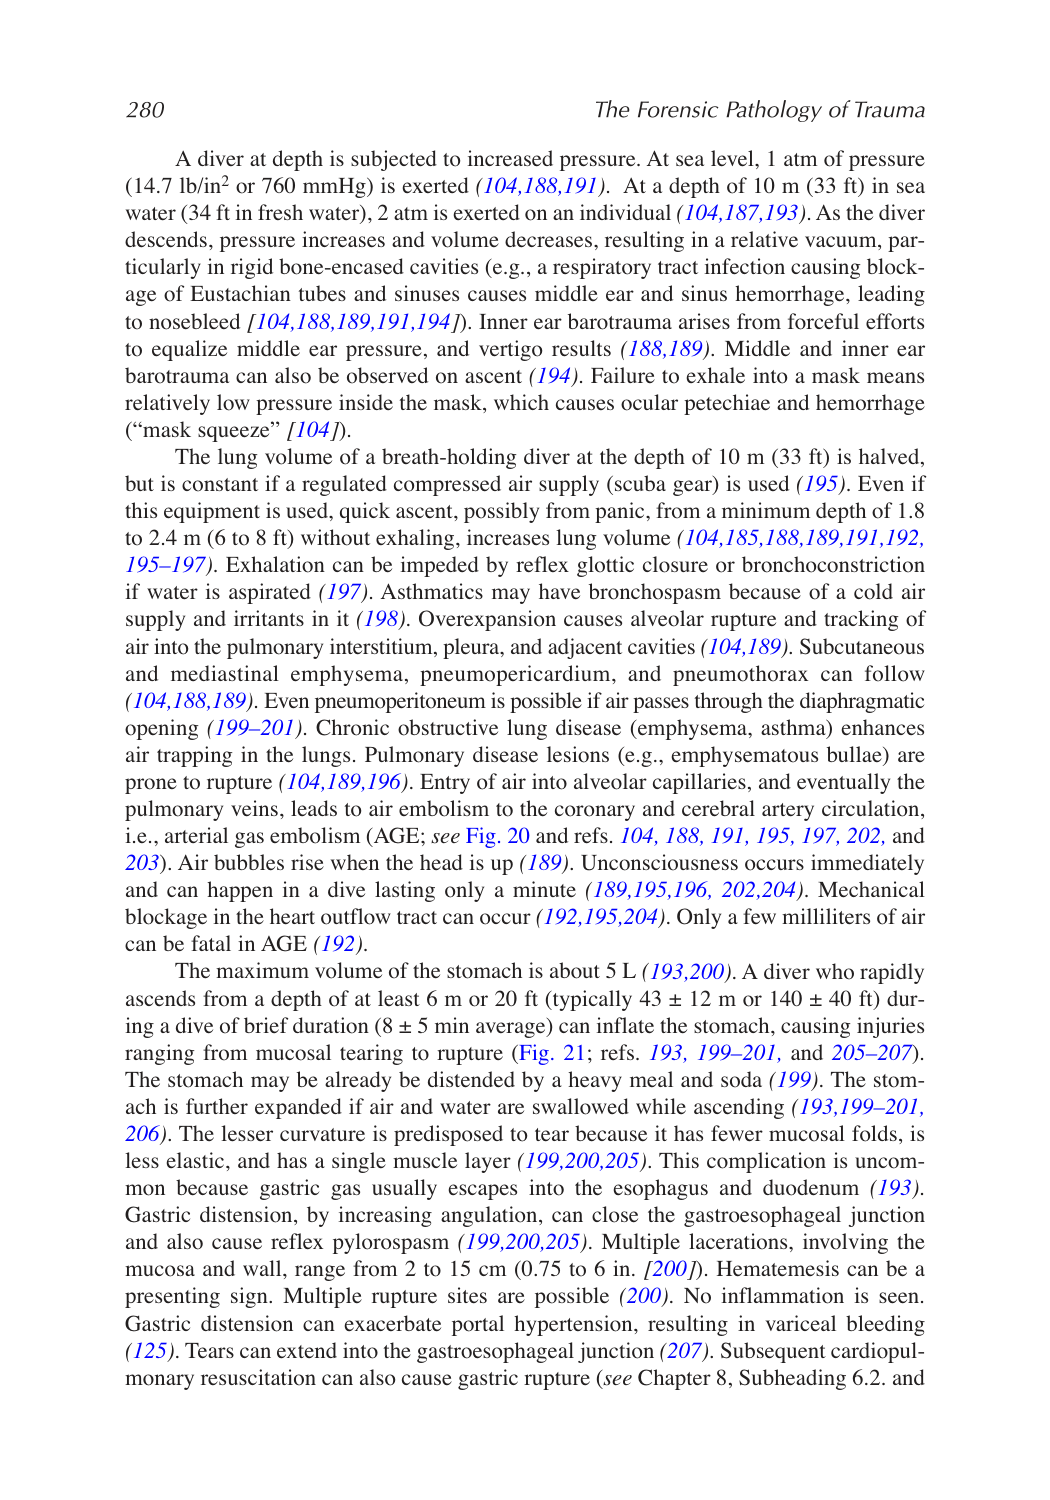 280
The Forensic Pathology of Trauma
A diver at depth is subjected to increased pressure. At sea level, 1 atm of pressure
(14.7 lb/in² or 760 mmHg) is exerted (104,188,191). At a depth of 10 m (33 ft) in sea
water (34 ft in fresh water), 2 atm is exerted on an individual (104,187,193). As the diver
descends, pressure increases and volume decreases, resulting in a relative vacuum, par-
ticularly in rigid bone-encased cavities (e.g., a respiratory tract infection causing block-
age of Eustachian tubes and sinuses causes middle ear and sinus hemorrhage, leading
to nosebleed [104,188,189,191,194]). Inner ear barotrauma arises from forceful efforts
to equalize middle ear pressure, and vertigo results (188,189). Middle and inner ear
barotrauma can also be observed on ascent (194). Failure to exhale into a mask means
relatively low pressure inside the mask, which causes ocular petechiae and hemorrhage
(“mask squeeze” [104]).
The lung volume of a breath-holding diver at the depth of 10 m (33 ft) is halved,
but is constant if a regulated compressed air supply (scuba gear) is used (195). Even if
this equipment is used, quick ascent, possibly from panic, from a minimum depth of 1.8
to 2.4 m (6 to 8 ft) without exhaling, increases lung volume (104,185,188,189,191,192,
195–197). Exhalation can be impeded by reflex glottic closure or bronchoconstriction
if water is aspirated (197). Asthmatics may have bronchospasm because of a cold air
supply and irritants in it (198). Overexpansion causes alveolar rupture and tracking of
air into the pulmonary interstitium, pleura, and adjacent cavities (104,189). Subcutaneous
and mediastinal emphysema, pneumopericardium, and pneumothorax can follow
(104,188,189). Even pneumoperitoneum is possible if air passes through the diaphragmatic
opening (199–201). Chronic obstructive lung disease (emphysema, asthma) enhances
air trapping in the lungs. Pulmonary disease lesions (e.g., emphysematous bullae) are
prone to rupture (104,189,196). Entry of air into alveolar capillaries, and eventually the
pulmonary veins, leads to air embolism to the coronary and cerebral artery circulation,
i.e., arterial gas embolism (AGE; see Fig. 20 and refs. 104, 188, 191, 195, 197, 202, and
203). Air bubbles rise when the head is up (189). Unconsciousness occurs immediately
and can happen in a dive lasting only a minute (189,195,196, 202,204). Mechanical
blockage in the heart outflow tract can occur (192,195,204). Only a few milliliters of air
can be fatal in AGE (192).
The maximum volume of the stomach is about 5 L (193,200). A diver who rapidly
ascends from a depth of at least 6 m or 20 ft (typically 43 ± 12 m or 140 ± 40 ft) dur-
ing a dive of brief duration (8 ± 5 min average) can inflate the stomach, causing injuries
ranging from mucosal tearing to rupture (Fig. 21; refs. 193, 199–201, and 205–207).
The stomach may be already be distended by a heavy meal and soda (199). The stom-
ach is further expanded if air and water are swallowed while ascending (193,199–201,
206). The lesser curvature is predisposed to tear because it has fewer mucosal folds, is
less elastic, and has a single muscle layer (199,200,205). This complication is uncom-
mon because gastric gas usually escapes into the esophagus and duodenum (193).
Gastric distension, by increasing angulation, can close the gastroesophageal junction
and also cause reflex pylorospasm (199,200,205). Multiple lacerations, involving the
mucosa and wall, range from 2 to 15 cm (0.75 to 6 in. [200]). Hematemesis can be a
presenting sign. Multiple rupture sites are possible (200). No inflammation is seen.
Gastric distension can exacerbate portal hypertension, resulting in variceal bleeding
(125). Tears can extend into the gastroesophageal junction (207). Subsequent cardiopul-
monary resuscitation can also cause gastric rupture (see Chapter 8, Subheading 6.2. and